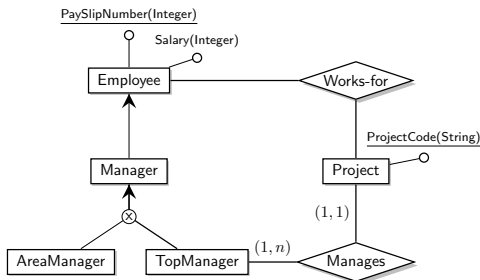 PaySlipNumber(Integer)
Salary(Integer)
Employee
Works-for
ProjectCode(String)
Manager
Project
(1, 1)
x
AreaManager
TopManager
(1, n)
Manages